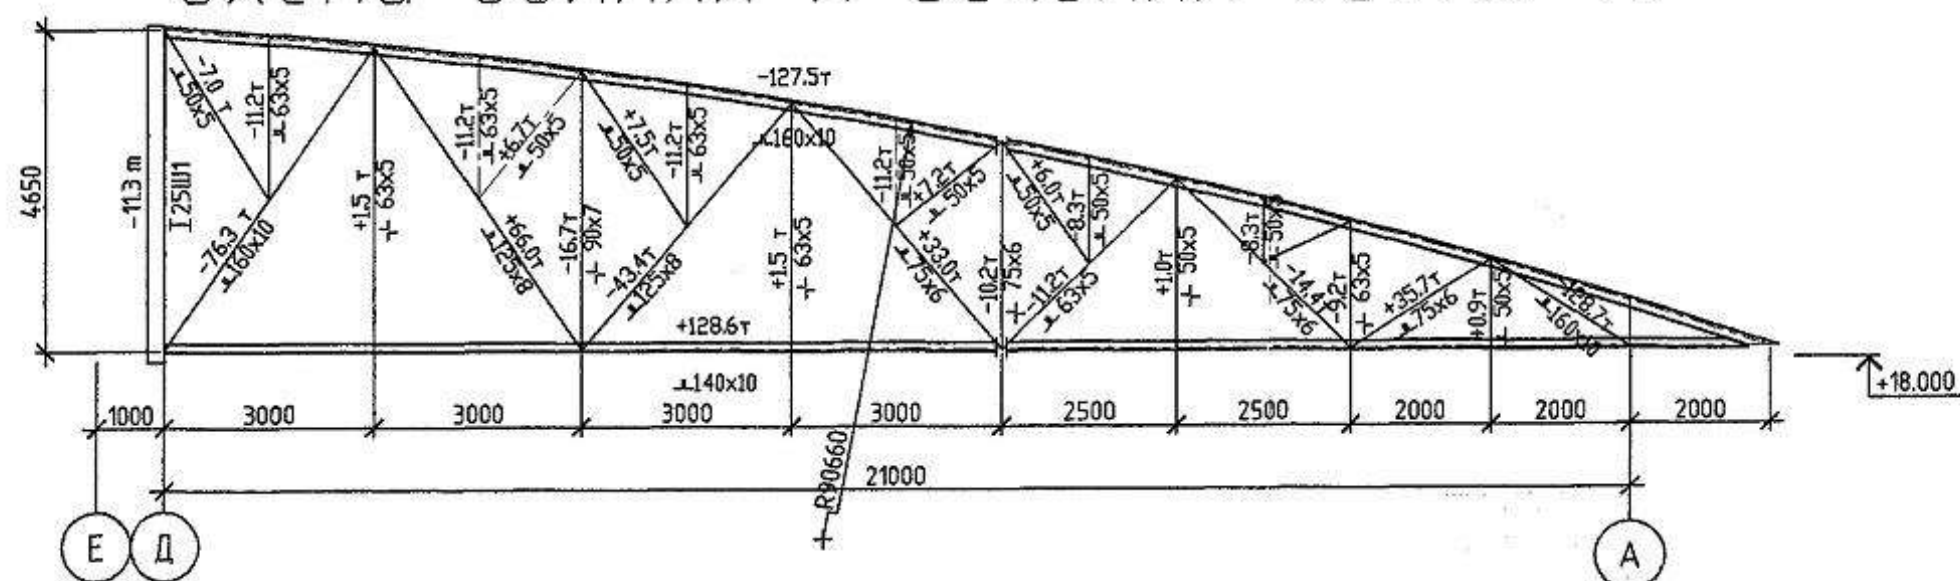 -127.5т
⅃⅃160x10
4650
-11.3 m
I 25Ш1
-7.0 т
50x5
-11.2т
63x5
-76.3 т
160x10
+1.5 т
63x5
-11.2т
63x5
+6.7т
50x5
+66.0т
125x8
-16.7т
90x7
+7.5т
50x5
-11.2т
63x5
-43.4т
125x8
+1.5 т
63x5
-11.2т
50x5
+7.2т
50x5
+33.0т
75x6
-10.2т
75x6
+6.0т
50x5
-8.3т
50x5
-11.2т
63x5
+1.0т
50x5
-8.3т
50x5
-14.4т
75x6
-9.2т
63x5
+35.7т
75x6
+0.9т
50x5
-128.7т
160x10
+128.6т
140x10
+18.000
1000 3000 3000 3000 3000 2500 2500 2000 2000 2000
R90660
21000
Е Д А